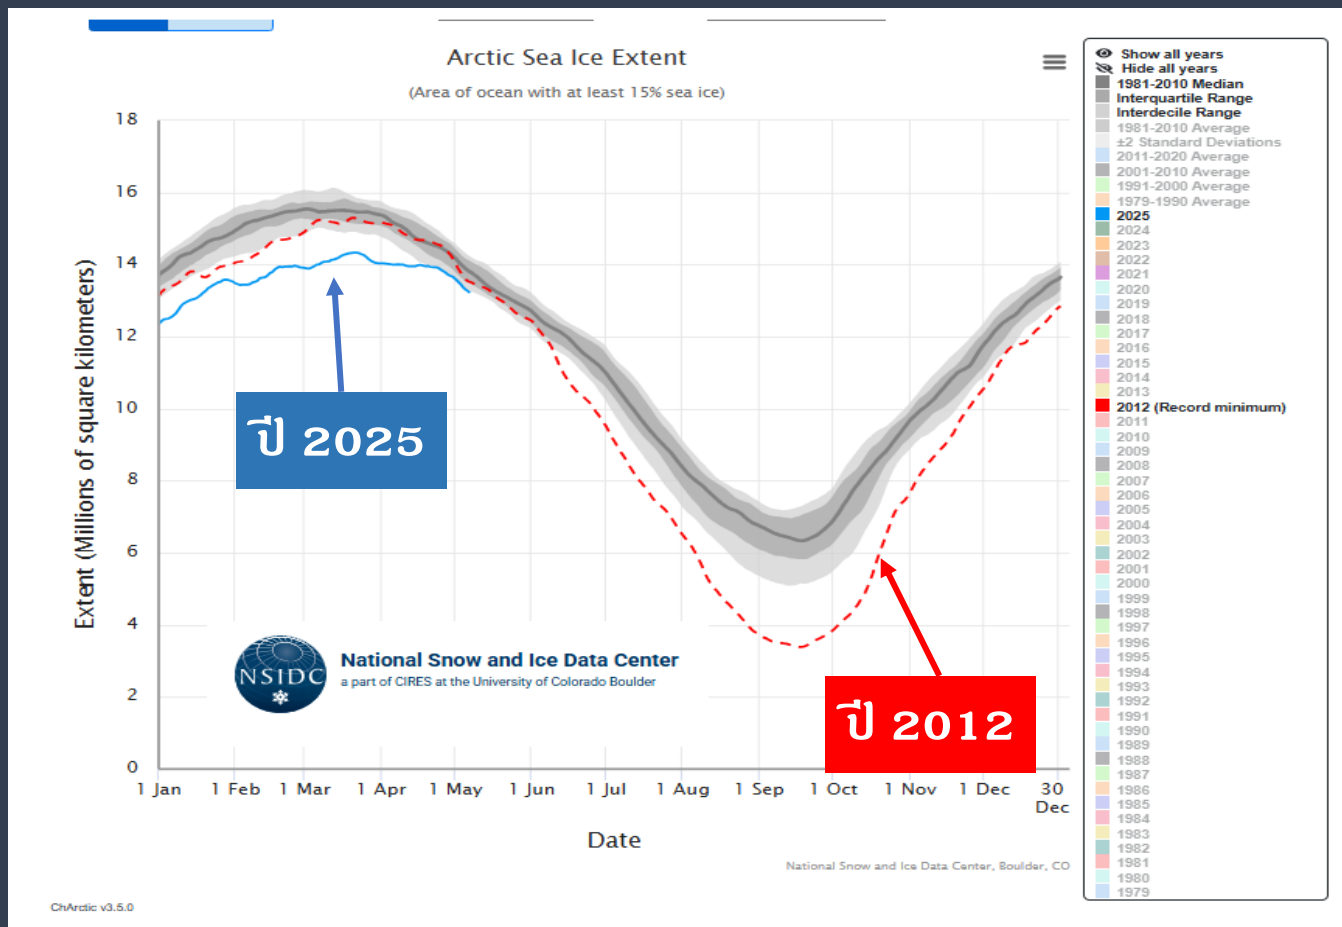 Arctic Sea Ice Extent
(Area of ocean with at least 15% sea ice)
Extent (Millions of square kilometers)
18
16
14
12
10
8
6
4
2
0
1 Jan
1 Feb
1 Mar
1 Apr
1 May
1 Jun
1 Jul
1 Aug
1 Sep
1 Oct
1 Nov
1 Dec
30 Dec
Date
ปี 2025
ปี 2012
NSIDC
National Snow and Ice Data Center
a part of CIRES at the University of Colorado Boulder
National Snow and Ice Data Center, Boulder, CO
ChArctic v3.5.0
Show all years
Hide all years
1981-2010 Median
Interquartile Range
Interdecile Range
1981-2010 Average
±2 Standard Deviations
2011-2020 Average
2001-2010 Average
1991-2000 Average
1979-1990 Average
2025
2024
2023
2022
2021
2020
2019
2018
2017
2016
2015
2014
2013
2012 (Record minimum)
2011
2010
2009
2008
2007
2006
2005
2004
2003
2002
2001
2000
1999
1998
1997
1996
1995
1994
1993
1992
1991
1990
1989
1988
1987
1986
1985
1984
1983
1982
1981
1980
1979